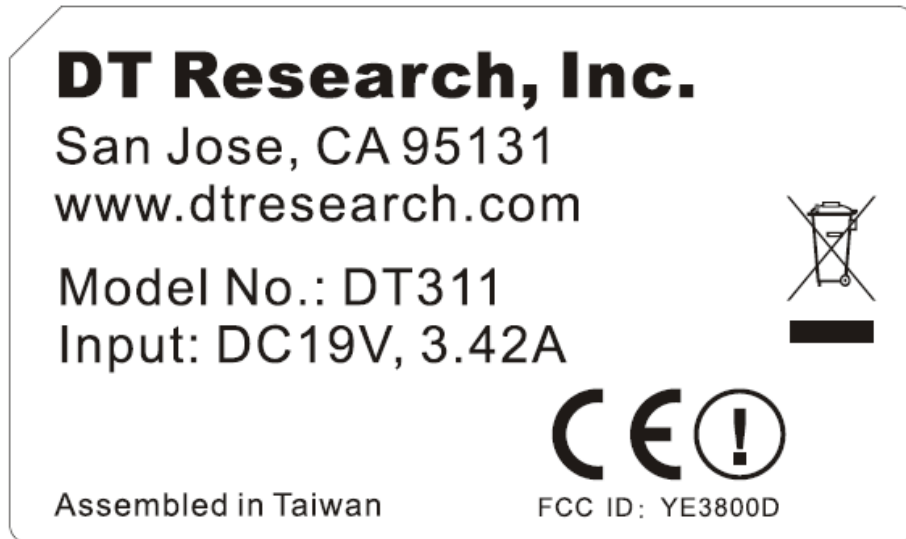 DT Research, Inc.
San Jose, CA 95131
www.dtresearch.com
Model No.: DT311
Input: DC19V, 3.42A
CE
Assembled in Taiwan
FCC ID: YE3800D